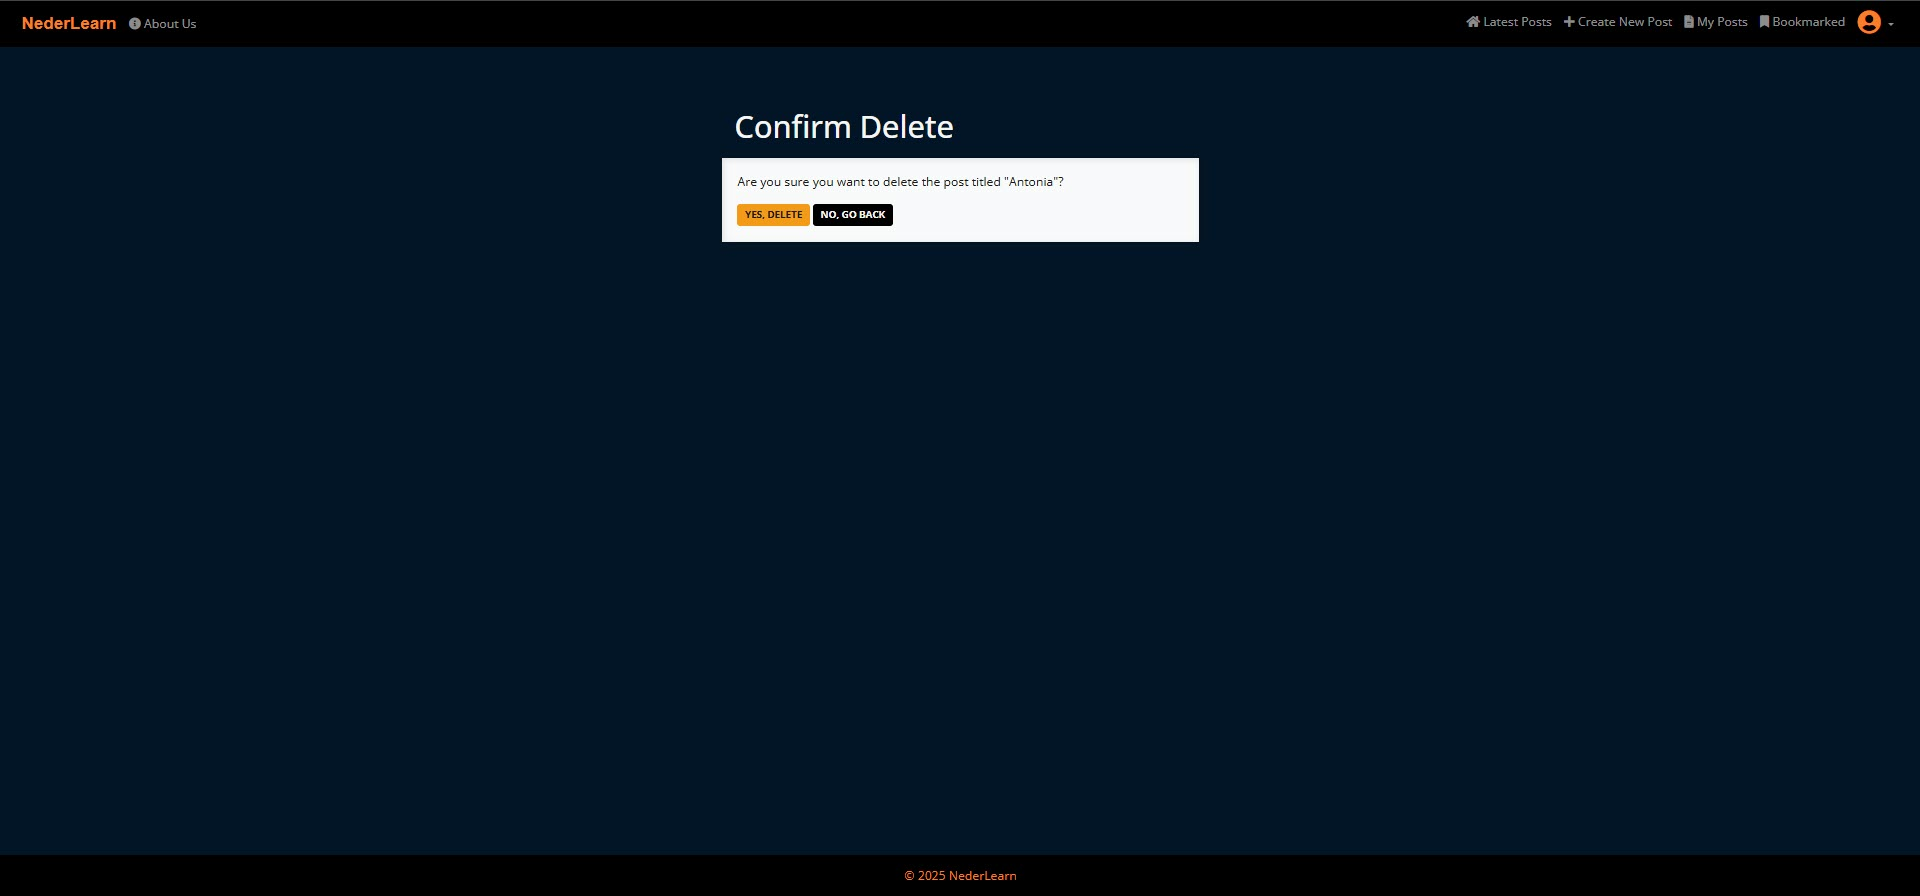 NederLearn About Us Latest Posts Create New Post My Posts Bookmarked
Confirm Delete
Are you sure you want to delete the post titled "Antonia"?
YES, DELETE NO, GO BACK
© 2025 NederLearn